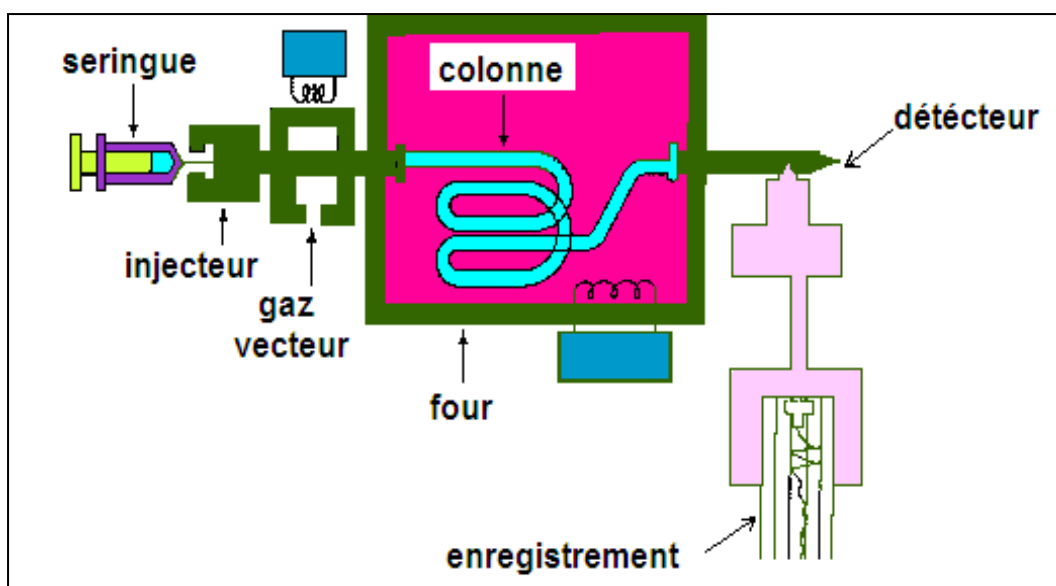 seringue
colonne
détécteur
injecteur
gaz
vecteur
four
enregistrement